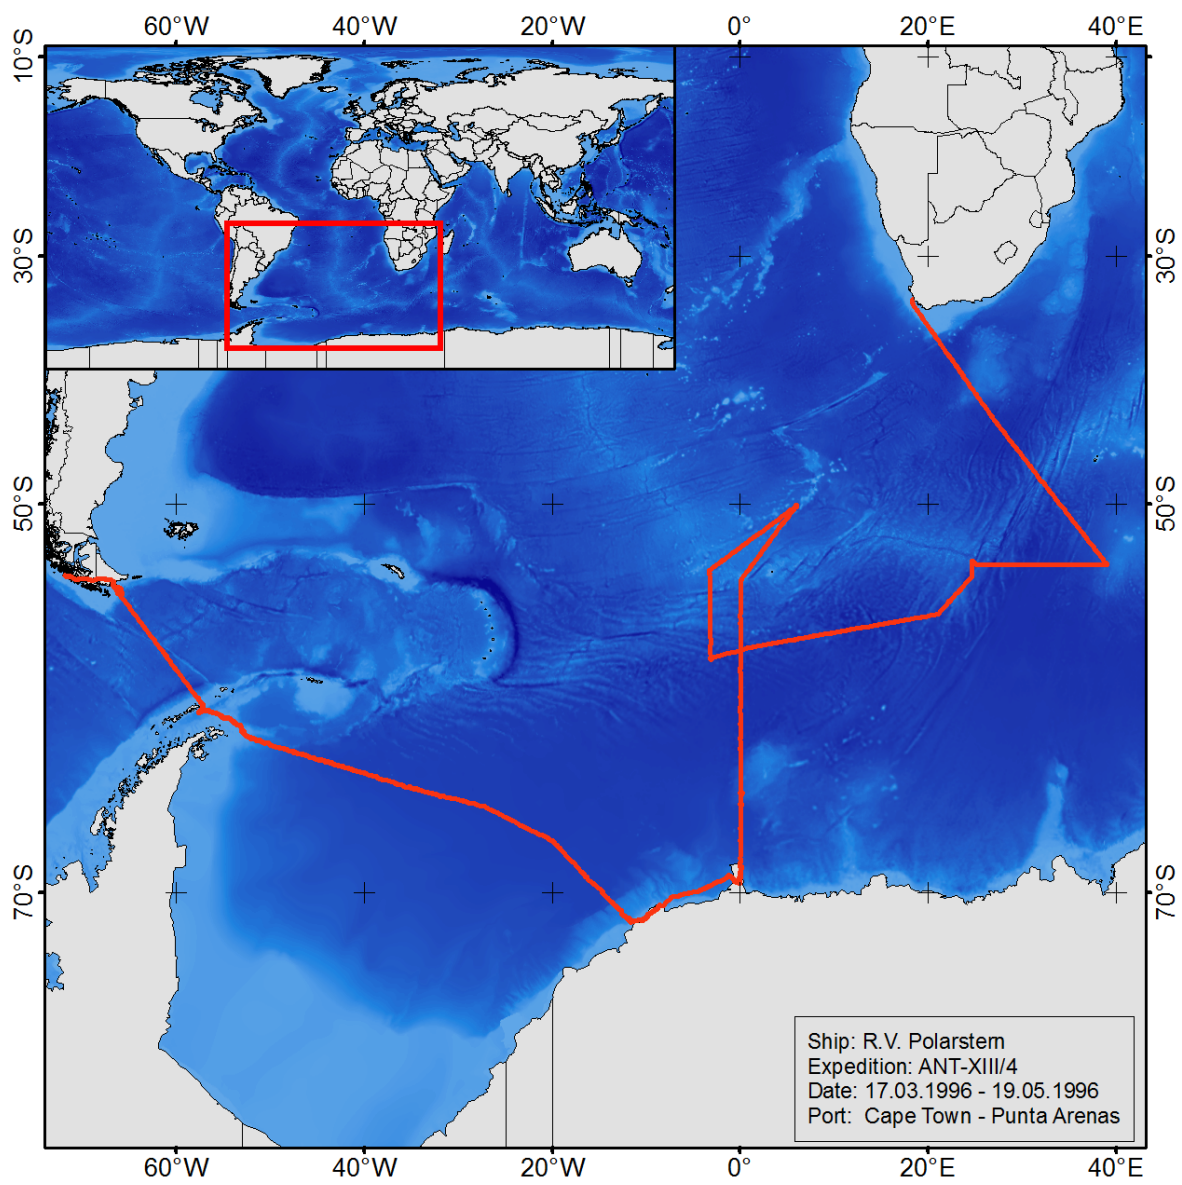 60°W 40°W 20°W 0° 20°E 40°E
10°S
30°S 30°S
50°S 50°S
70°S 70°S
Ship: R.V. Polarstern
Expedition: ANT-XIII/4
Date: 17.03.1996 - 19.05.1996
Port: Cape Town - Punta Arenas
60°W 40°W 20°W 0° 20°E 40°E